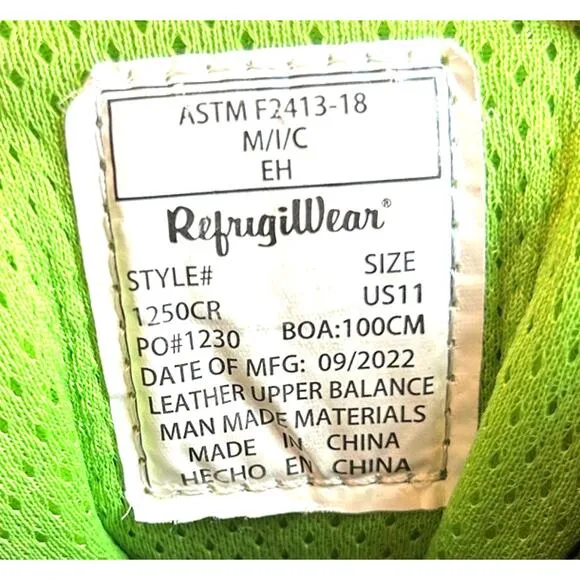 ASTM F2413-18
M/I/C
EH
RefrigiWear®
STYLE# SIZE
1250CR US11
PO#1230 BOA:100CM
DATE OF MFG: 09/2022
LEATHER UPPER BALANCE
MAN MADE MATERIALS
MADE IN CHINA
HECHO EN CHINA